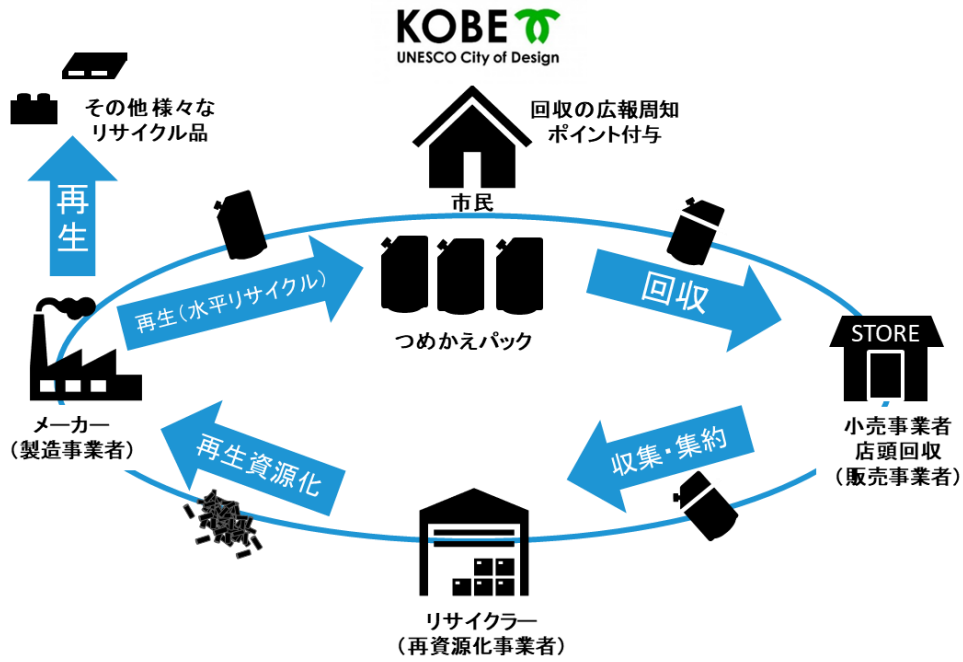 KOBE
UNESCO City of Design
その他様々な
リサイクル品
回収の広報周知
ポイント付与
再生
市民
再生（水平リサイクル）
回収
つめかえパック
STORE
メーカー
（製造事業者）
小売事業者
店頭回収
（販売事業者）
再生資源化
収集・集約
リサイクラー
（再資源化事業者）